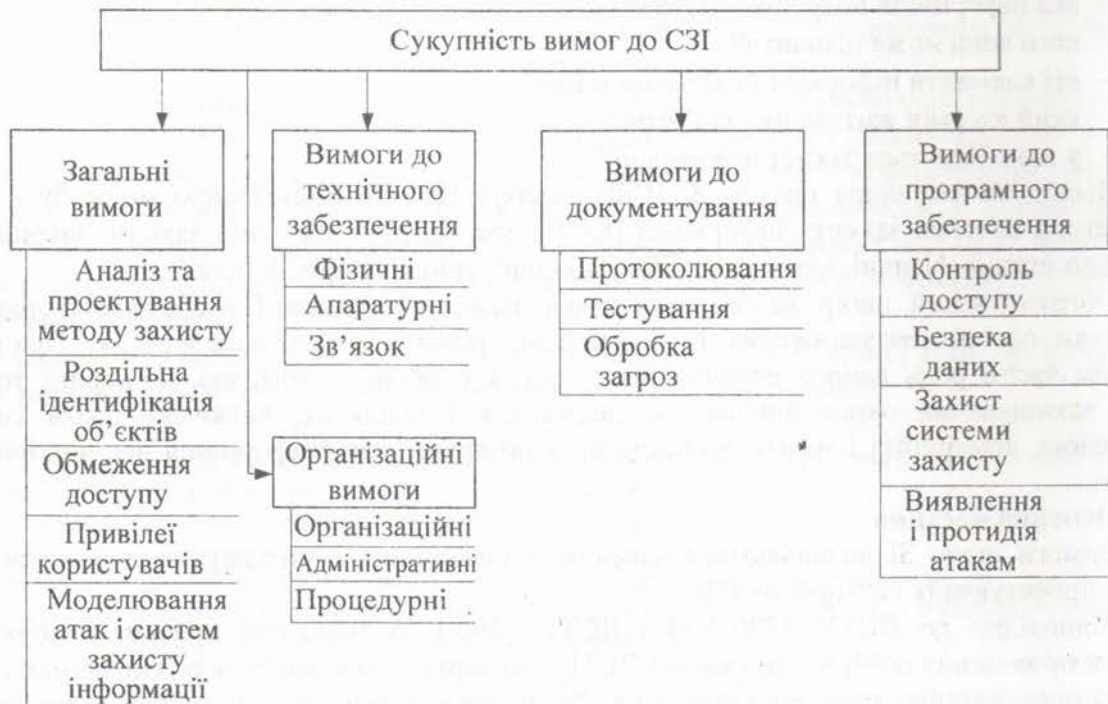 Сукупність вимог до СЗІ
Загальні
вимоги
Аналіз та
проектування
методу захисту
Роздільна
ідентифікація
об’єктів
Обмеження
доступу
Привілеї
користувачів
Моделювання
атак і систем
захисту
інформації
Вимоги до
технічного
забезпечення
Фізичні
Апаратурні
Зв’язок
Організаційні
вимоги
Організаційні
Адміністративні
Процедурні
Вимоги до
документування
Протоколювання
Тестування
Обробка
загроз
Вимоги до
програмного
забезпечення
Контроль
доступу
Безпека
даних
Захист
системи
захисту
Виявлення
і протидія
атакам